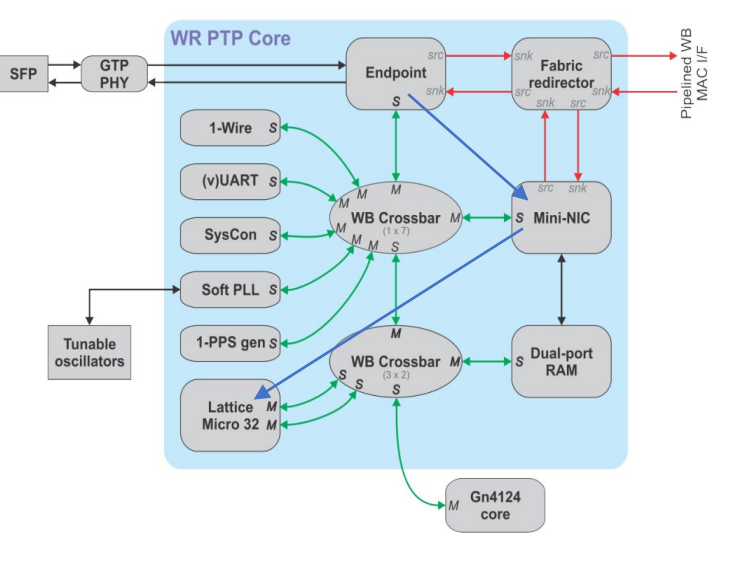 WR PTP Core
SFP
GTP
PHY
Endpoint
src
snk
S
snk
src
src
snk
Fabric
redirector
snk
src
Pipelined WB
MAC I/F
1-Wire S
(v)UART S
SysCon S
Soft PLL S
1-PPS gen S
M
M
M
M
M
M
WB Crossbar M
(1 x 7)
S
src
snk
S Mini-NIC
Tunable
oscillators
M
WB Crossbar M
(3 x 2)
S
S
S
S Dual-port
RAM
Lattice M
Micro 32 M
M Gn4124
core